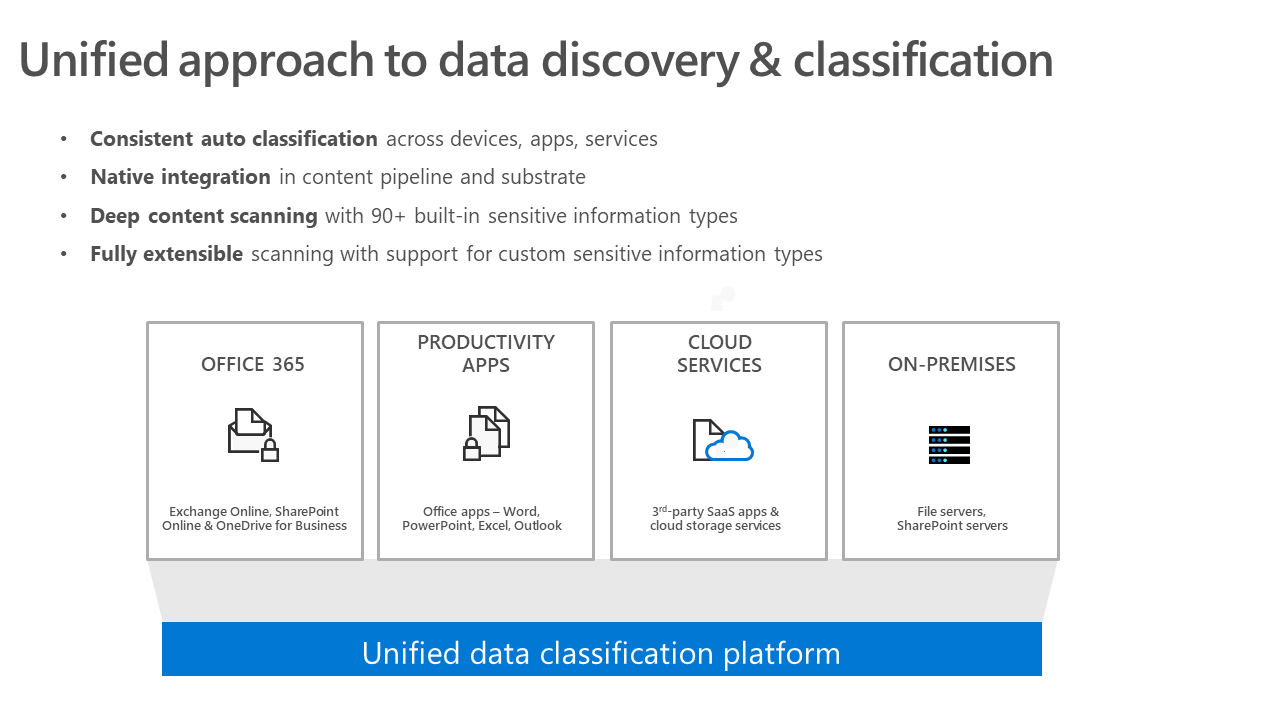 Unified approach to data discovery & classification
• Consistent auto classification across devices, apps, services
• Native integration in content pipeline and substrate
• Deep content scanning with 90+ built-in sensitive information types
• Fully extensible scanning with support for custom sensitive information types
OFFICE 365
Exchange Online, SharePoint
Online & OneDrive for Business
PRODUCTIVITY
APPS
Office apps – Word,
PowerPoint, Excel, Outlook
CLOUD
SERVICES
3rd-party SaaS apps &
cloud storage services
ON-PREMISES
File servers,
SharePoint servers
Unified data classification platform